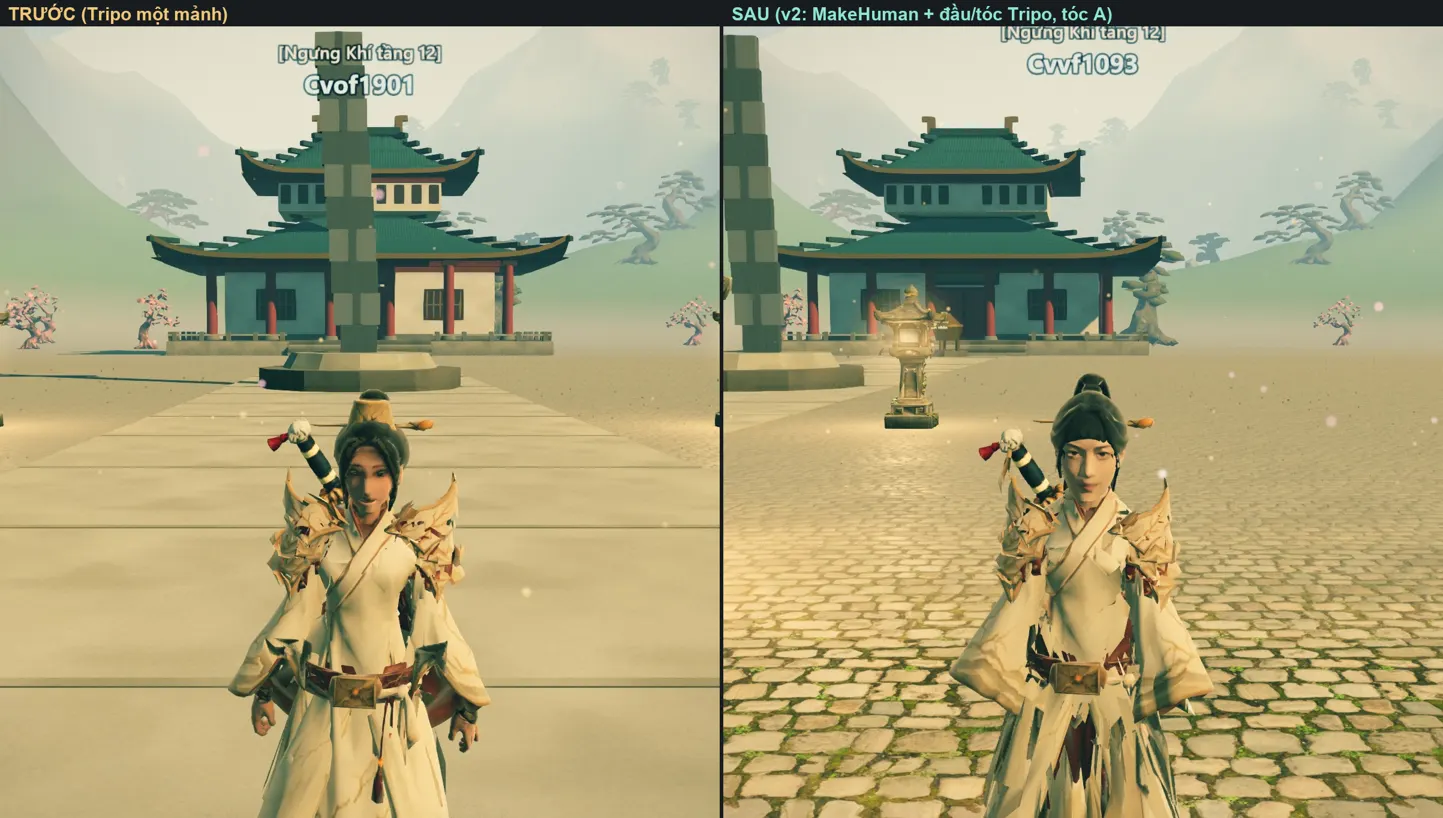 TRƯỚC (Tripo một mảnh)
SAU (v2: MakeHuman + đầu/tóc Tripo, tóc A)
[Ngưng Khí tầng 12]
Cvof1901
[Ngưng Khí tầng 12]
Cvvf1093